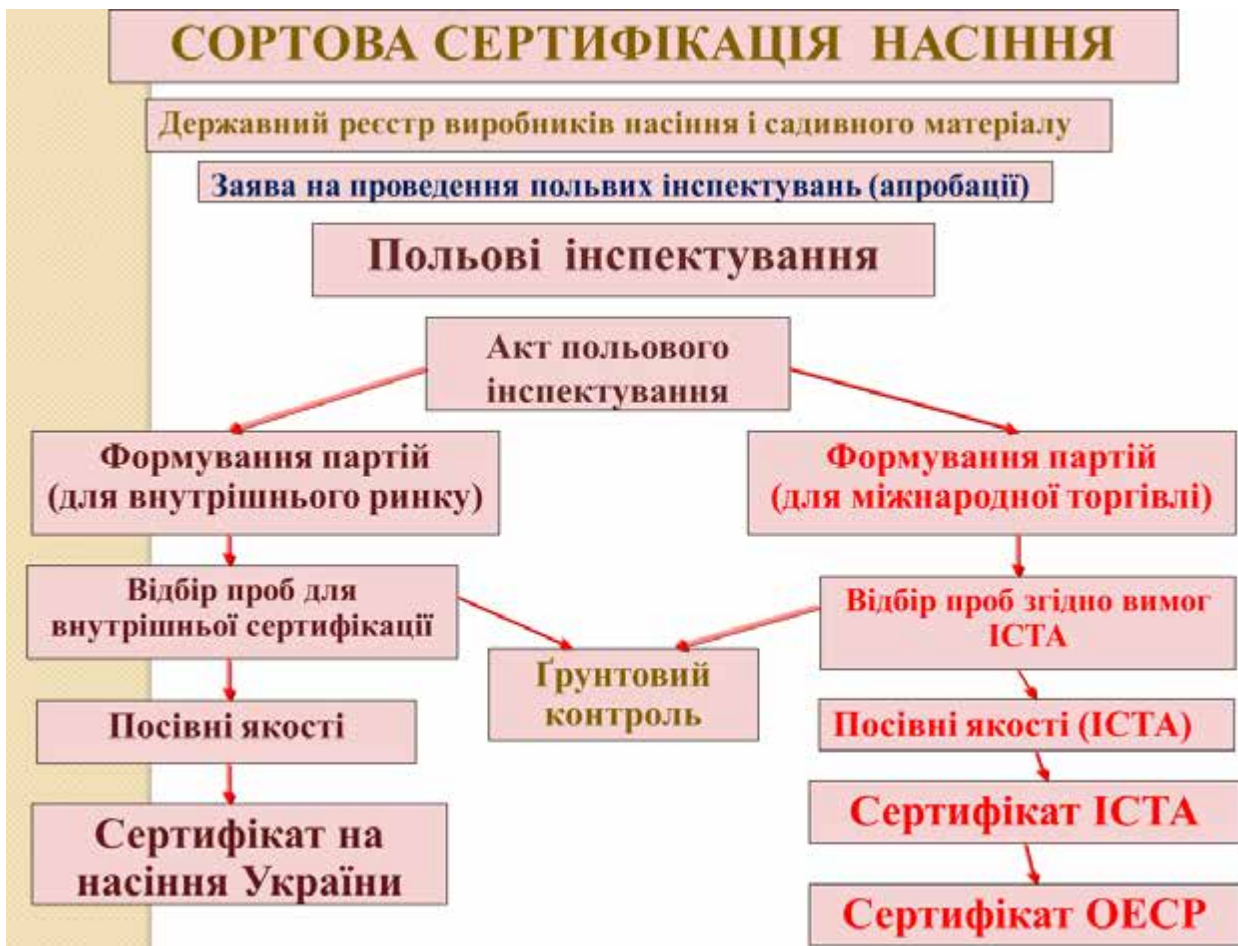 СОРТОВА СЕРТИФІКАЦІЯ НАСІННЯ
Державний реєстр виробників насіння і садивного матеріалу
Заява на проведення польвих інспектувань (апробації)
Польові інспектування
Акт польового
інспектування
Формування партій
(для внутрішнього ринку)
Формування партій
(для міжнародної торгівлі)
Відбір проб для
внутрішньої сертифікації
Відбір проб згідно вимог
ІСТА
Ґрунтовий
контроль
Посівні якості
Посівні якості (ІСТА)
Сертифікат на
насіння України
Сертифікат ІСТА
Сертифікат ОЕСР